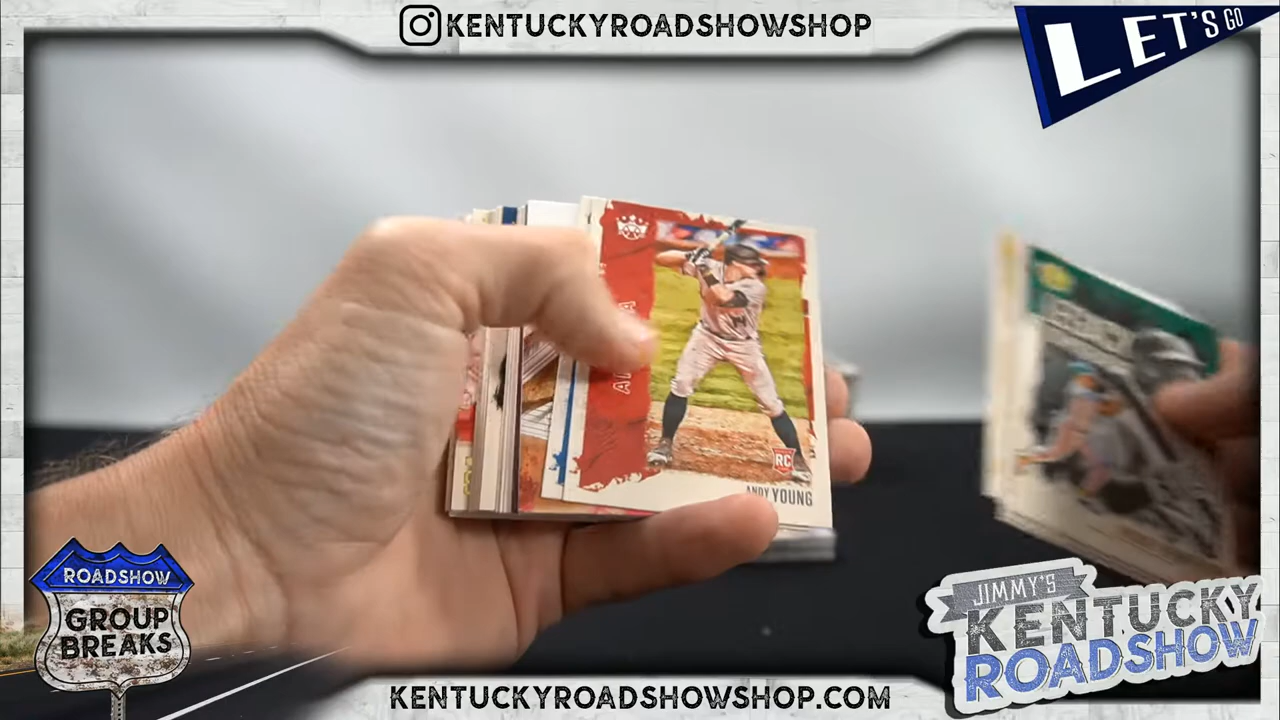 KENTUCKYROADSHOWSHOP
LET'S GO
RC
ANDY YOUNG
ROADSHOW
GROUP
BREAKS
JIMMY'S
KENTUCKY
ROADSHOW
KENTUCKYROADSHOWSHOP.COM